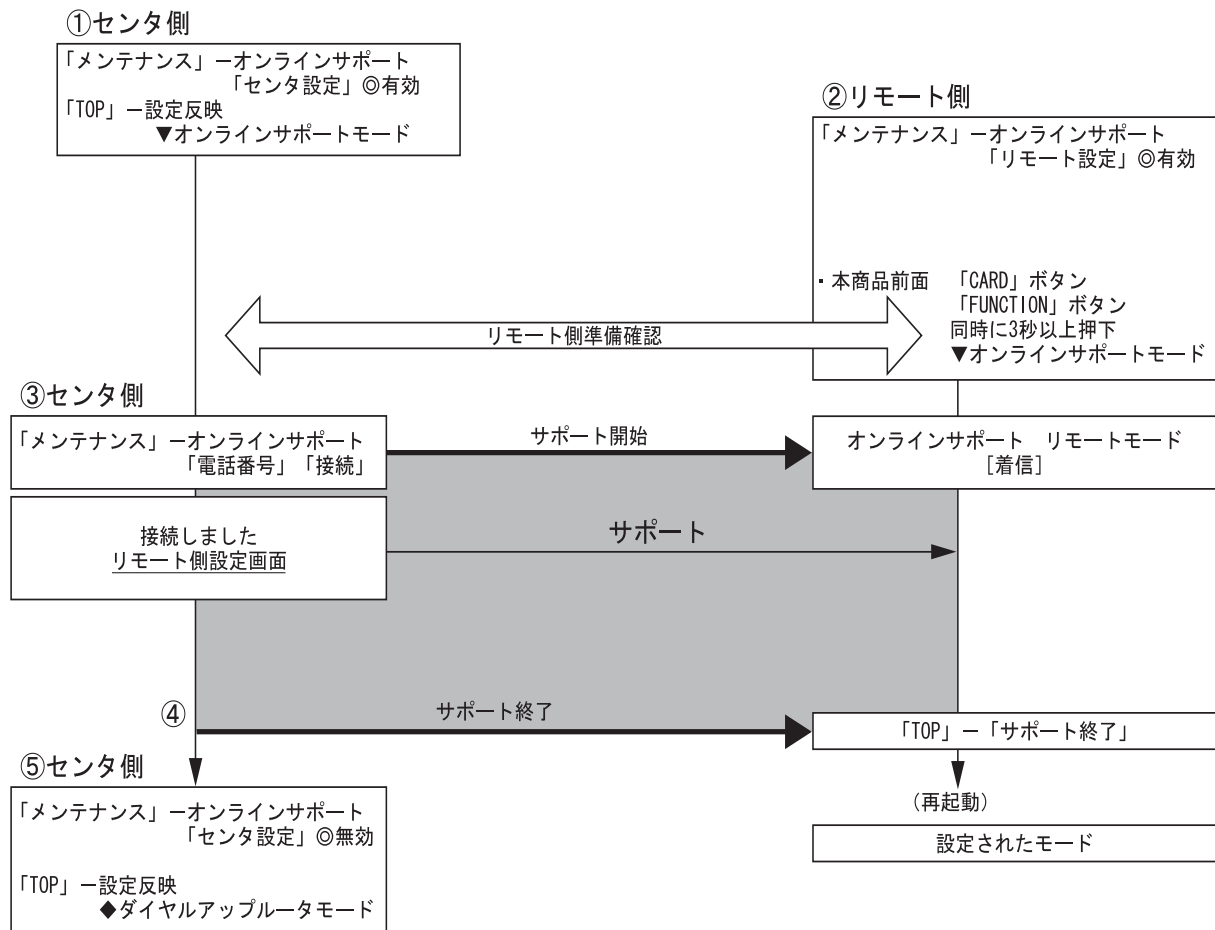 ①センタ側
「メンテナンス」－オンラインサポート
「センタ設定」◎有効
「TOP」－設定反映
▼オンラインサポートモード
②リモート側
「メンテナンス」－オンラインサポート
「リモート設定」◎有効
・本商品前面 「CARD」ボタン
「FUNCTION」ボタン
同時に3秒以上押下
▼オンラインサポートモード
リモート側準備確認
③センタ側
「メンテナンス」－オンラインサポート
「電話番号」「接続」
サポート開始
オンラインサポート リモートモード
[着信]
接続しました
リモート側設定画面
サポート
④
サポート終了
「TOP」－「サポート終了」
(再起動)
設定されたモード
⑤センタ側
「メンテナンス」－オンラインサポート
「センタ設定」◎無効
「TOP」－設定反映
◆ダイヤルアップルータモード